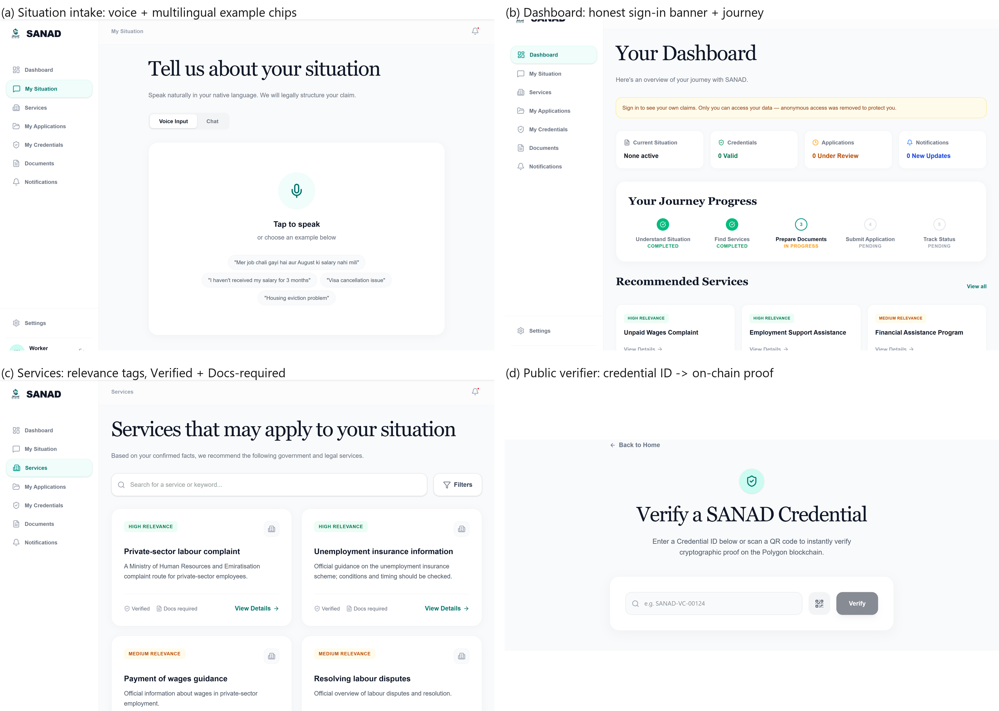 (a) Situation intake: voice + multilingual example chips
SANAD
My Situation
Dashboard
My Situation
Services
My Applications
My Credentials
Documents
Notifications
Settings
Worker
Tell us about your situation
Speak naturally in your native language. We will legally structure your claim.
Voice Input
Chat
Tap to speak
or choose an example below
"Mer job chali gayi hai aur August ki salary nahi mili"
"I haven't received my salary for 3 months"
"Visa cancellation issue"
"Housing eviction problem"
(b) Dashboard: honest sign-in banner + journey
SANAD
Dashboard
My Situation
Services
My Applications
My Credentials
Documents
Notifications
Settings
Your Dashboard
Here's an overview of your journey with SANAD.
Sign in to see your own claims. Only you can access your data — anonymous access was removed to protect you.
Current Situation
None active
Credentials
0 Valid
Applications
0 Under Review
Notifications
0 New Updates
Your Journey Progress
Understand Situation
COMPLETED
Find Services
COMPLETED
3
Prepare Documents
IN PROGRESS
4
Submit Application
PENDING
5
Track Status
PENDING
Recommended Services
View all
HIGH RELEVANCE
Unpaid Wages Complaint
View Details →
HIGH RELEVANCE
Employment Support Assistance
View Details →
MEDIUM RELEVANCE
Financial Assistance Program
View Details →
(c) Services: relevance tags, Verified + Docs-required
SANAD
Services
Dashboard
My Situation
Services
My Applications
My Credentials
Documents
Notifications
Services that may apply to your situation
Based on your confirmed facts, we recommend the following government and legal services.
Search for a service or keyword...
Filters
HIGH RELEVANCE
Private-sector labour complaint
A Ministry of Human Resources and Emiratisation
complaint route for private-sector employees.
Verified
Docs required
View Details →
HIGH RELEVANCE
Unemployment insurance information
Official guidance on the unemployment insurance
scheme; conditions and timing should be checked.
Verified
Docs required
View Details →
MEDIUM RELEVANCE
Payment of wages guidance
Official information about wages in private-sector
employment.
MEDIUM RELEVANCE
Resolving labour disputes
Official overview of labour disputes and resolution.
(d) Public verifier: credential ID -> on-chain proof
← Back to Home
Verify a SANAD Credential
Enter a Credential ID below or scan a QR code to instantly verify
cryptographic proof on the Polygon blockchain.
e.g. SANAD-VC-00124
Verify